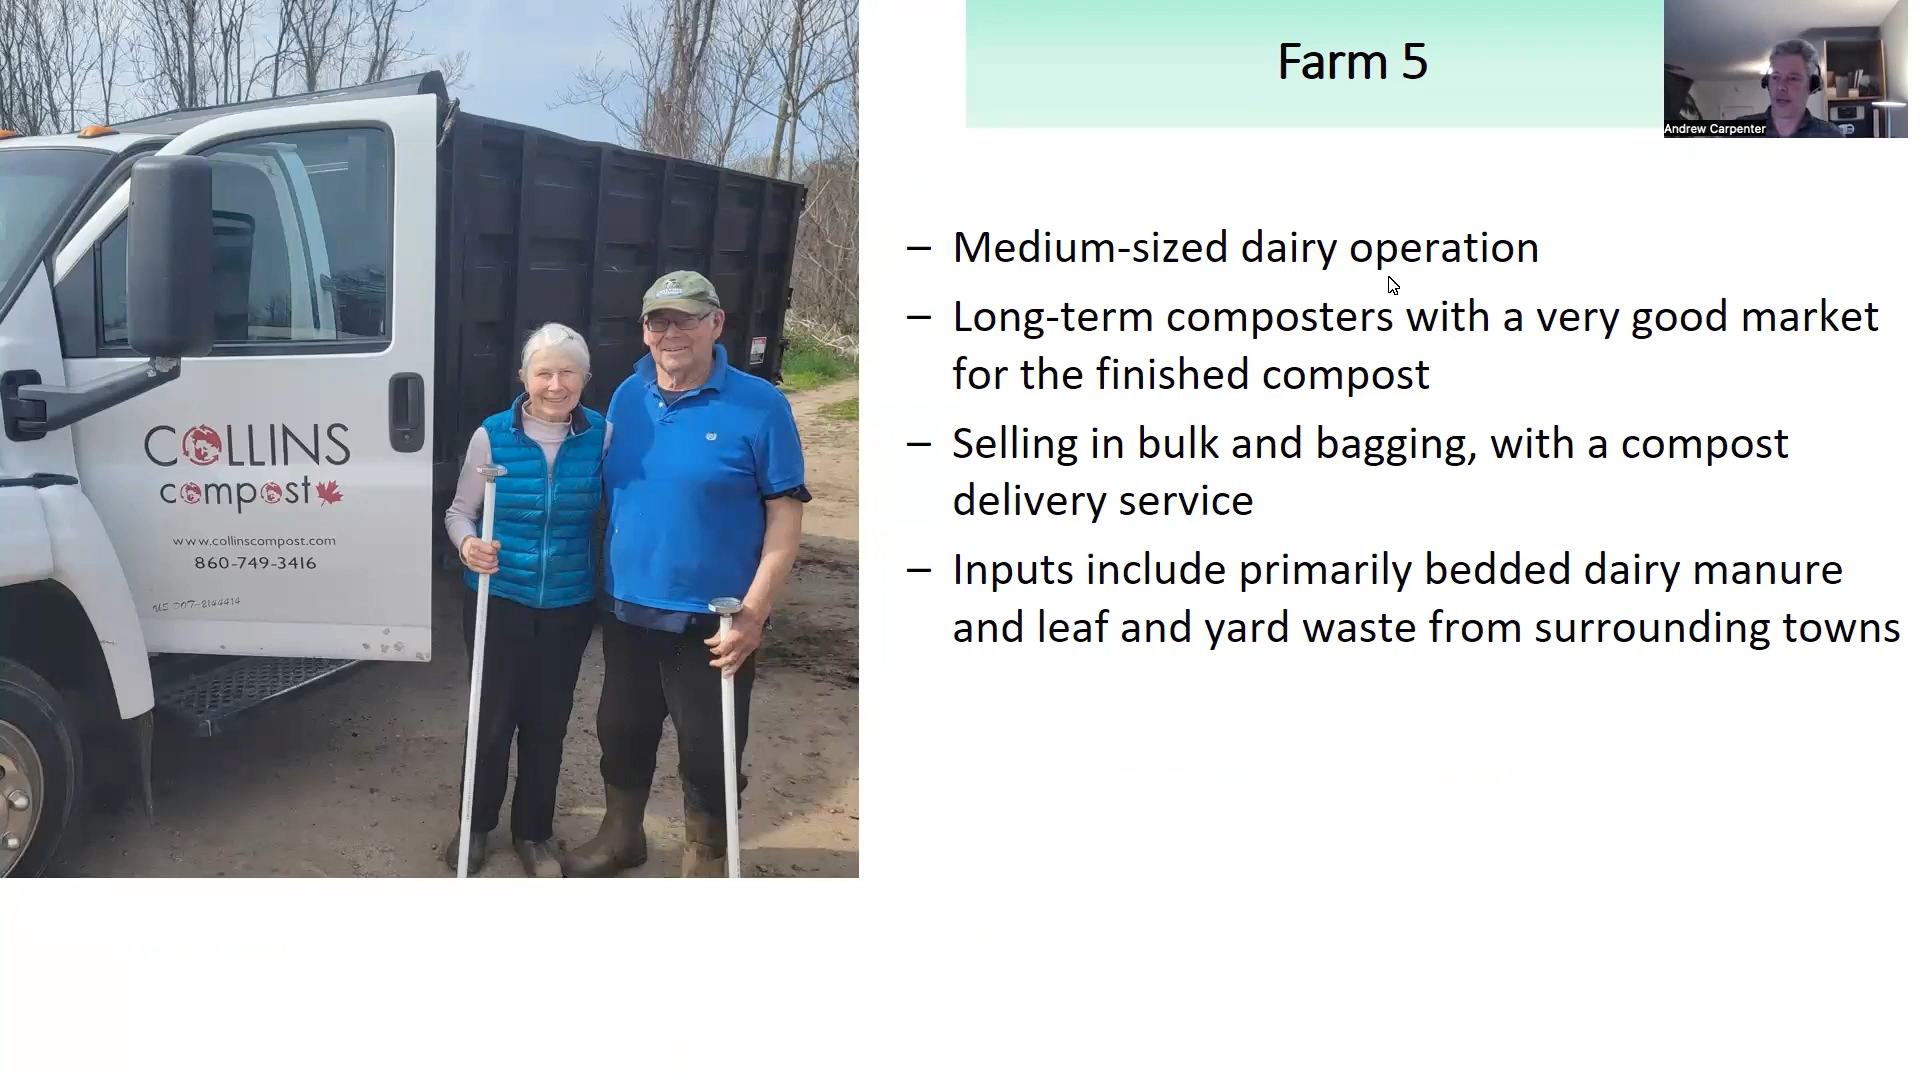 Farm 5
Andrew Carpenter
– Medium-sized dairy operation
– Long-term composters with a very good market
for the finished compost
– Selling in bulk and bagging, with a compost
delivery service
– Inputs include primarily bedded dairy manure
and leaf and yard waste from surrounding towns
COLLINS
compost
www.collinscompost.com
860-749-3416